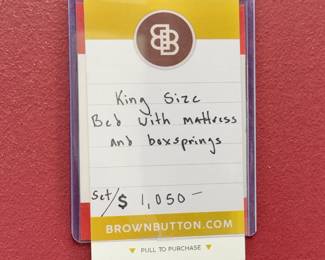 BB
King Size
Bed with mattress
and boxsprings
Set/$ 1,050–
BROWNBUTTON.COM
▼ PULL TO PURCHASE ▼